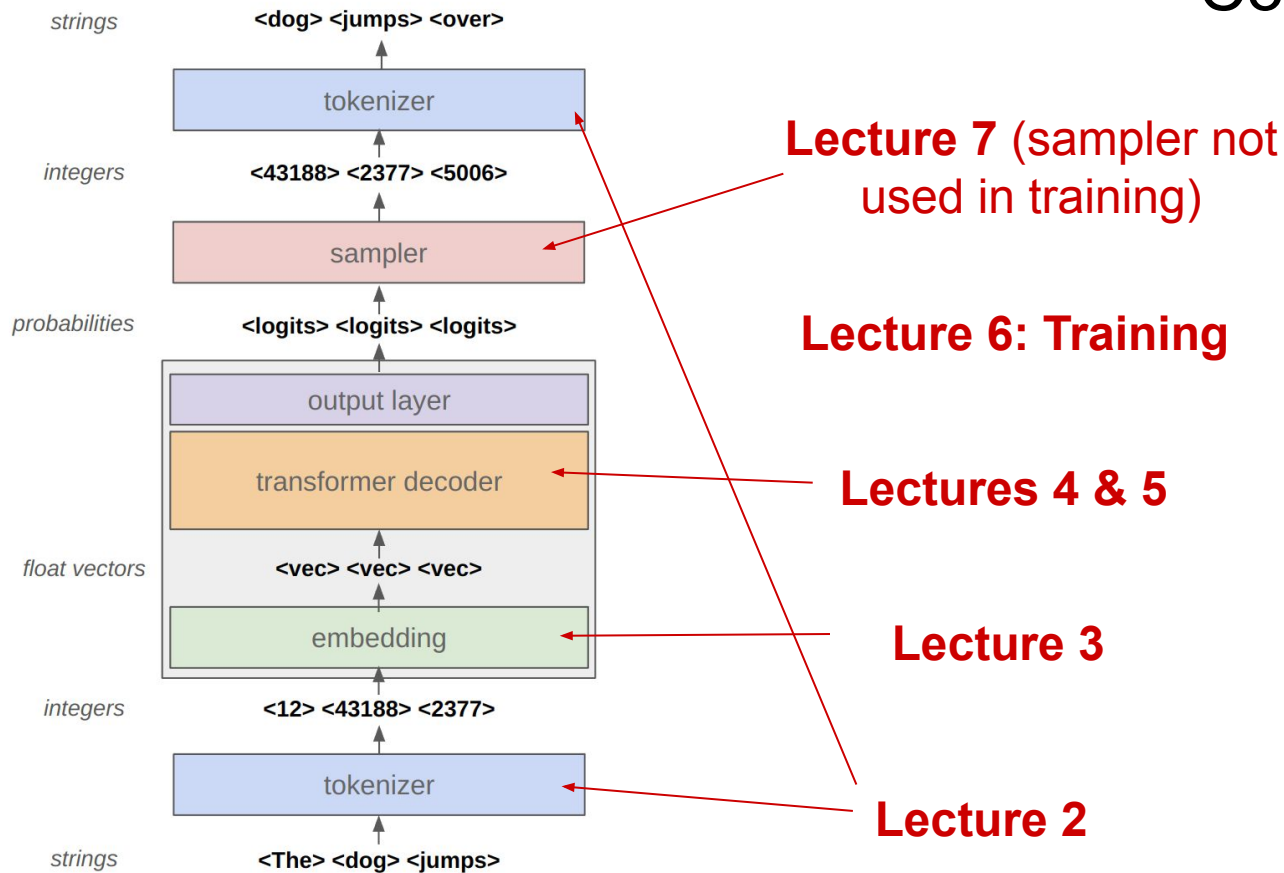 strings
<dog> <jumps> <over>
tokenizer
integers
<43188> <2377> <5006>
sampler
probabilities
<logits> <logits> <logits>
output layer
transformer decoder
float vectors
<vec> <vec> <vec>
embedding
integers
<12> <43188> <2377>
tokenizer
strings
<The> <dog> <jumps>
Lecture 7 (sampler not
used in training)
Lecture 6: Training
Lectures 4 & 5
Lecture 3
Lecture 2